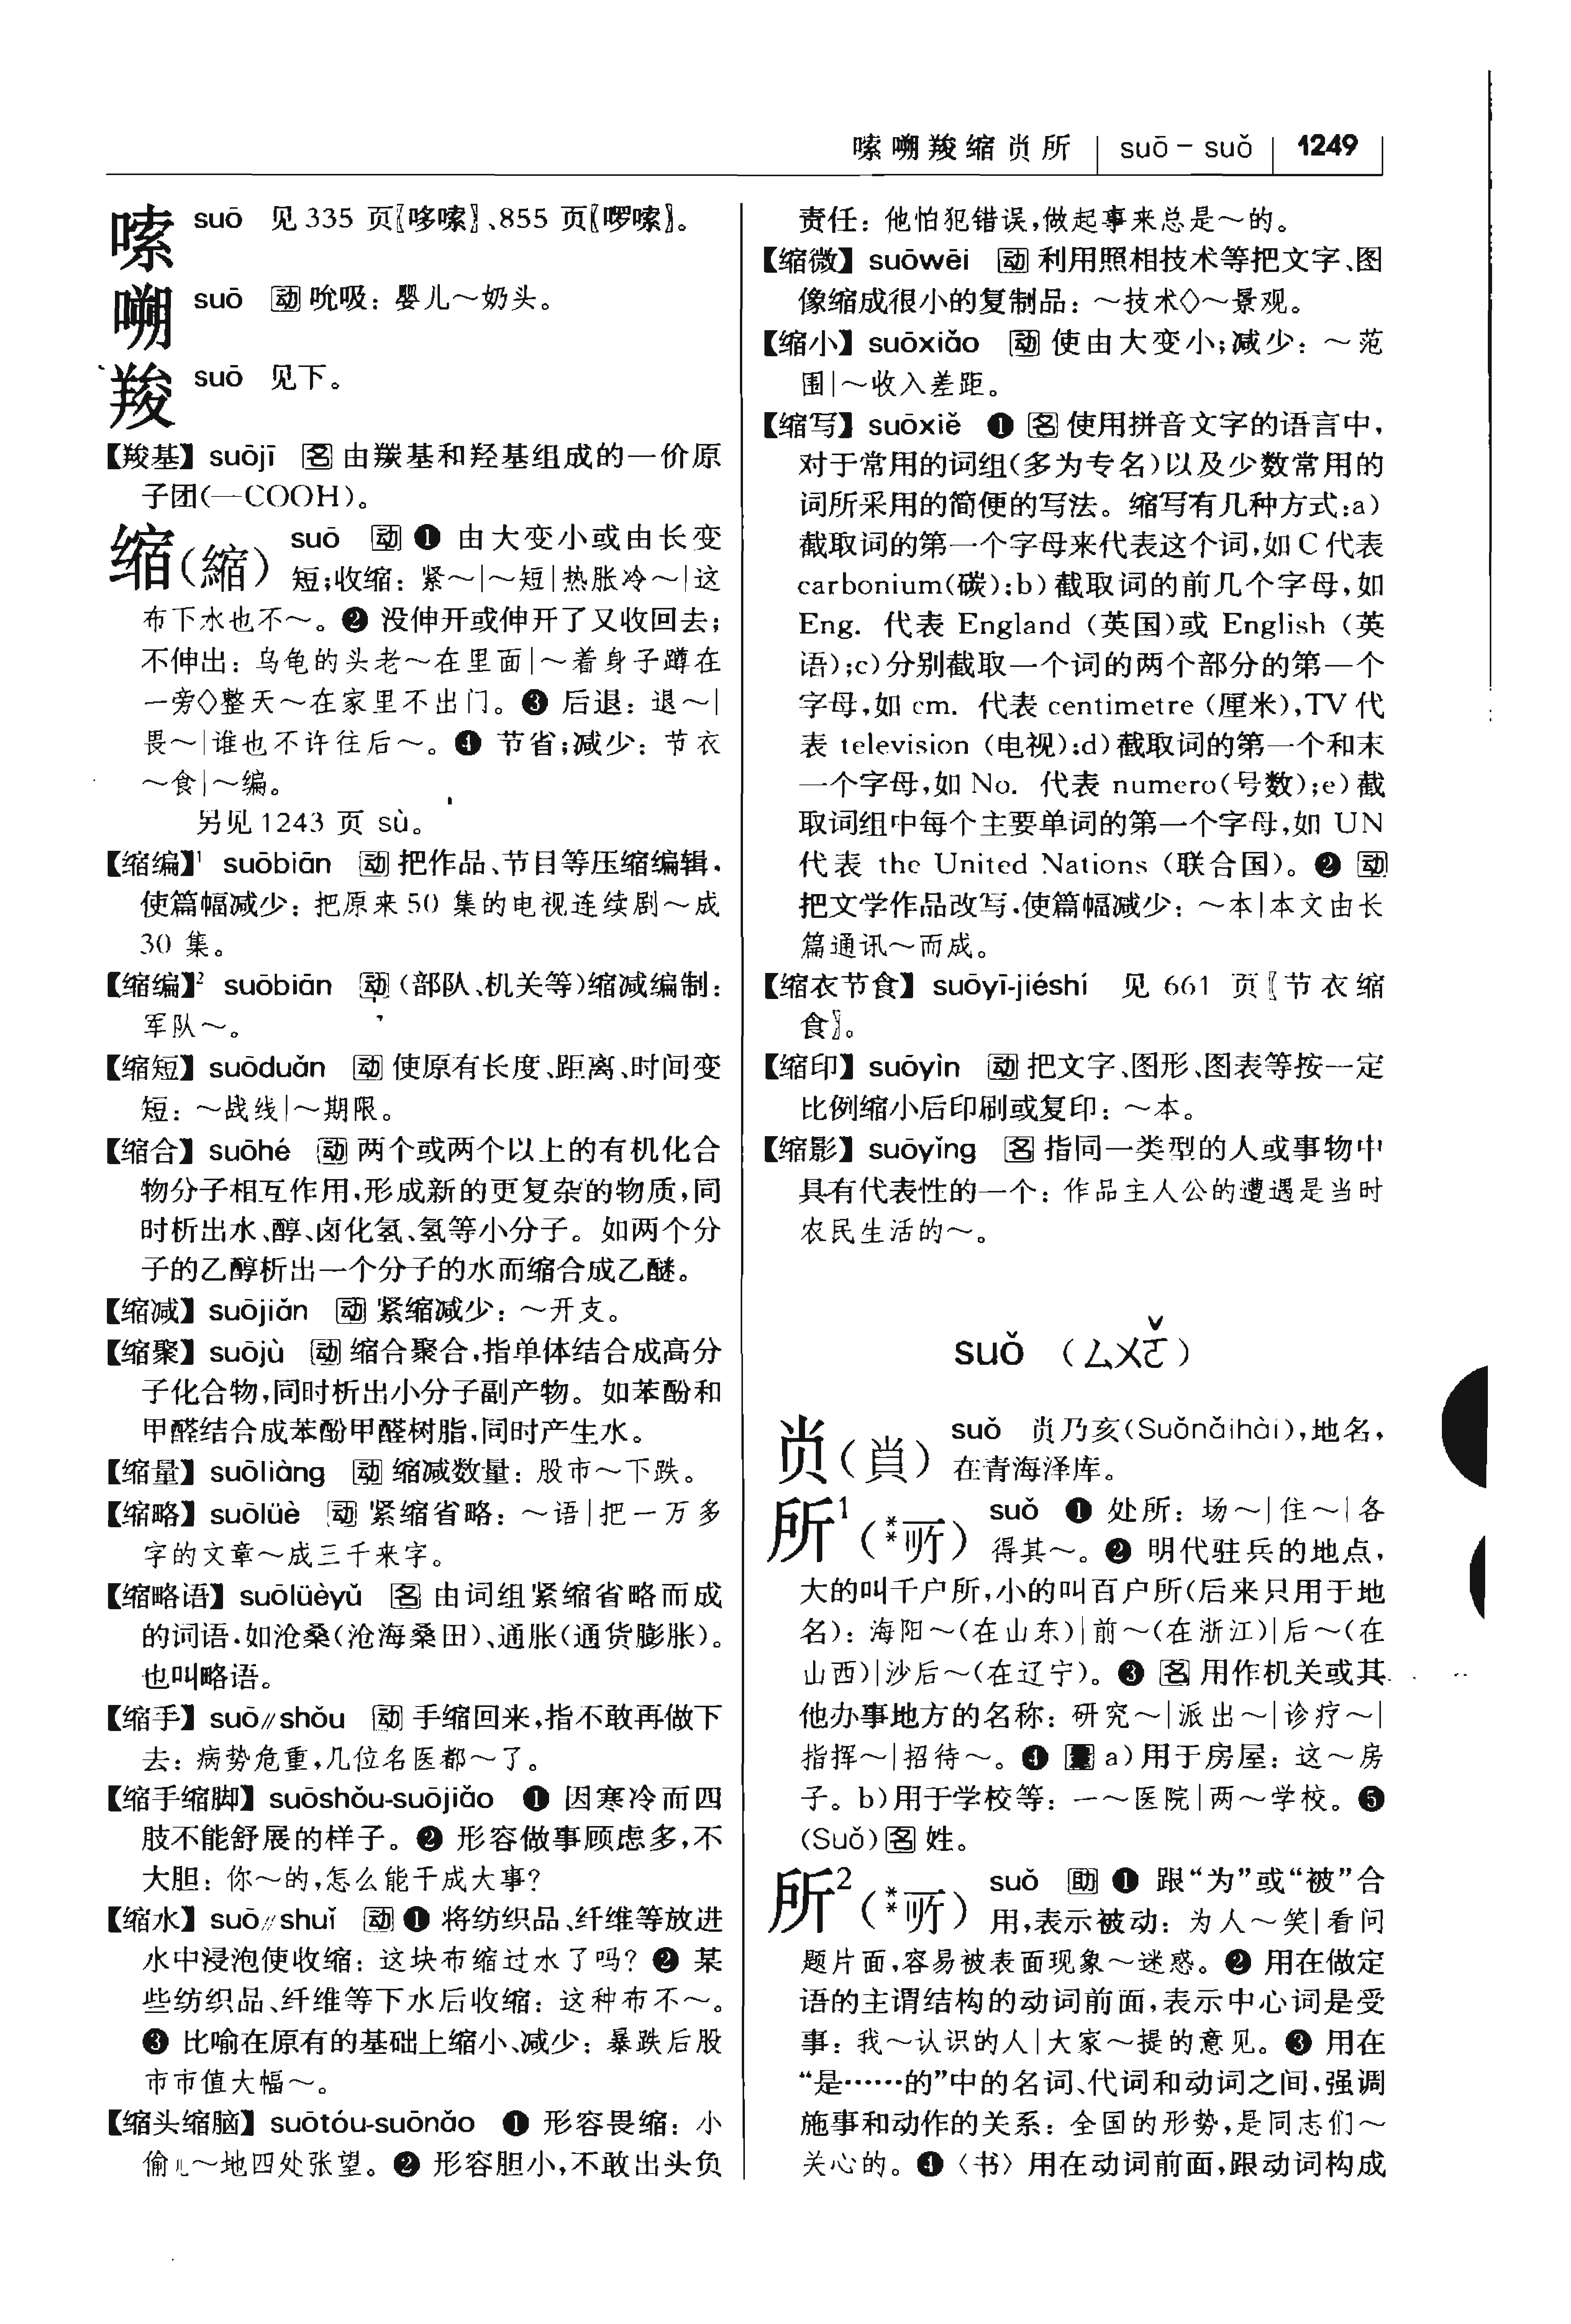 嗦嗍羧缩𧴪所 suō－suǒ 1249
嗦 suō 见335页〖哆嗦〗、855页〖啰嗦〗。
嗍 suō 动 吮吸：婴儿～奶头。
羧 suō 见下。
【羧基】suōjī 名 由羰基和羟基组成的一价原
子团(—COOH)。
缩(縮) suō 动 ❶ 由大变小或由长变
短；收缩：紧～|～短|热胀冷～|这
布下水也不～。❷ 没伸开或伸开了又收回去；
不伸出：乌龟的头老～在里面|～着身子蹲在
一旁◇整天～在家里不出门。❸ 后退：退～|
畏～|谁也不许往后～。❹ 节省；减少：节衣
～食|～编。
另见1243页 sù。
【缩编】¹ suōbiān 动 把作品、节目等压缩编辑，
使篇幅减少：把原来50集的电视连续剧～成
30集。
【缩编】² suōbiān 动 (部队、机关等)缩减编制：
军队～。
【缩短】suōduǎn 动 使原有长度、距离、时间变
短：～战线|～期限。
【缩合】suōhé 动 两个或两个以上的有机化合
物分子相互作用，形成新的更复杂的物质，同
时析出水、醇、卤化氢、氨等小分子。如两个分
子的乙醇析出一个分子的水而缩合成乙醚。
【缩减】suōjiǎn 动 紧缩减少：～开支。
【缩聚】suōjù 动 缩合聚合，指单体结合成高分
子化合物，同时析出小分子副产物。如苯酚和
甲醛结合成苯酚甲醛树脂，同时产生水。
【缩量】suōliàng 动 缩减数量：股市～下跌。
【缩略】suōlüè 动 紧缩省略：～语|把一万多
字的文章～成三千来字。
【缩略语】suōlüèyǔ 名 由词组紧缩省略而成
的词语，如沧桑(沧海桑田)、通胀(通货膨胀)。
也叫略语。
【缩手】suō∥shǒu 动 手缩回来，指不敢再做下
去：病势危重，几位名医都～了。
【缩手缩脚】suōshǒu-suōjiǎo ❶ 因寒冷而四
肢不能舒展的样子。❷ 形容做事顾虑多，不
大胆：你～的，怎么能干成大事？
【缩水】suō∥shuǐ 动 ❶ 将纺织品、纤维等放进
水中浸泡使收缩：这块布缩过水了吗？❷ 某
些纺织品、纤维等下水后收缩：这种布不～。
❸ 比喻在原有的基础上缩小、减少：暴跌后股
市市值大幅～。
【缩头缩脑】suōtóu-suōnǎo ❶ 形容畏缩：小
偷儿～地四处张望。❷ 形容胆小，不敢出头负
责任：他怕犯错误，做起事来总是～的。
【缩微】suōwēi 动 利用照相技术等把文字、图
像缩成很小的复制品：～技术◇～景观。
【缩小】suōxiǎo 动 使由大变小；减少：～范
围|～收入差距。
【缩写】suōxiě ❶ 名 使用拼音文字的语言中，
对于常用的词组(多为专名)以及少数常用的
词所采用的简便的写法。缩写有几种方式：a)
截取词的第一个字母来代表这个词，如C代表
carbonium(碳)；b)截取词的前几个字母，如
Eng. 代表 England (英国)或 English (英
语)；c)分别截取一个词的两个部分的第一个
字母，如 cm. 代表 centimetre (厘米)，TV代
表 television (电视)；d)截取词的第一个和末
一个字母，如 No. 代表 numero(号数)；e)截
取词组中每个主要单词的第一个字母，如 UN
代表 the United Nations (联合国)。❷ 动
把文学作品改写，使篇幅减少：～本|本文由长
篇通讯～而成。
【缩衣节食】suōyī-jiéshí 见661页〖节衣缩
食〗。
【缩印】suōyìn 动 把文字、图形、图表等按一定
比例缩小后印刷或复印：～本。
【缩影】suōyǐng 名 指同一类型的人或事物中
具有代表性的一个：作品主人公的遭遇是当时
农民生活的～。
suǒ (ㄙㄨㄛˇ)
𧴪(䞽) suǒ 𧴪乃亥(Suǒnǎihài)，地名，
在青海泽库。
所¹(**㪽) suǒ ❶ 处所：场～|住～|各
得其～。❷ 明代驻兵的地点，
大的叫千户所，小的叫百户所(后来只用于地
名)：海阳～(在山东)|前～(在浙江)|后～(在
山西)|沙后～(在辽宁)。❸ 名 用作机关或其
他办事地方的名称：研究～|派出～|诊疗～|
指挥～|招待～。❹ 量 a)用于房屋：这～房
子。b)用于学校等：一～医院|两～学校。❺
(Suǒ)名 姓。
所²(**㪽) suǒ 助 ❶ 跟“为”或“被”合
用，表示被动：为人～笑|看问
题片面，容易被表面现象～迷惑。❷ 用在做定
语的主谓结构的动词前面，表示中心词是受
事：我～认识的人|大家～提的意见。❸ 用在
“是……的”中的名词、代词和动词之间，强调
施事和动作的关系：全国的形势，是同志们～
关心的。❹〈书〉用在动词前面，跟动词构成